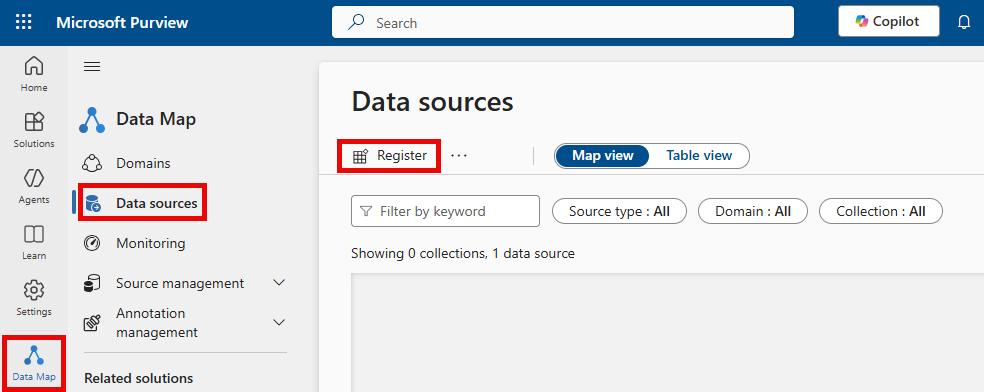 Microsoft Purview
Search
Copilot
Home
Solutions
Agents
Learn
Settings
Data Map
Data Map
Domains
Data sources
Monitoring
Source management
Annotation
management
Related solutions
Data sources
Register
Map view
Table view
Filter by keyword
Source type : All
Domain : All
Collection : All
Showing 0 collections, 1 data source